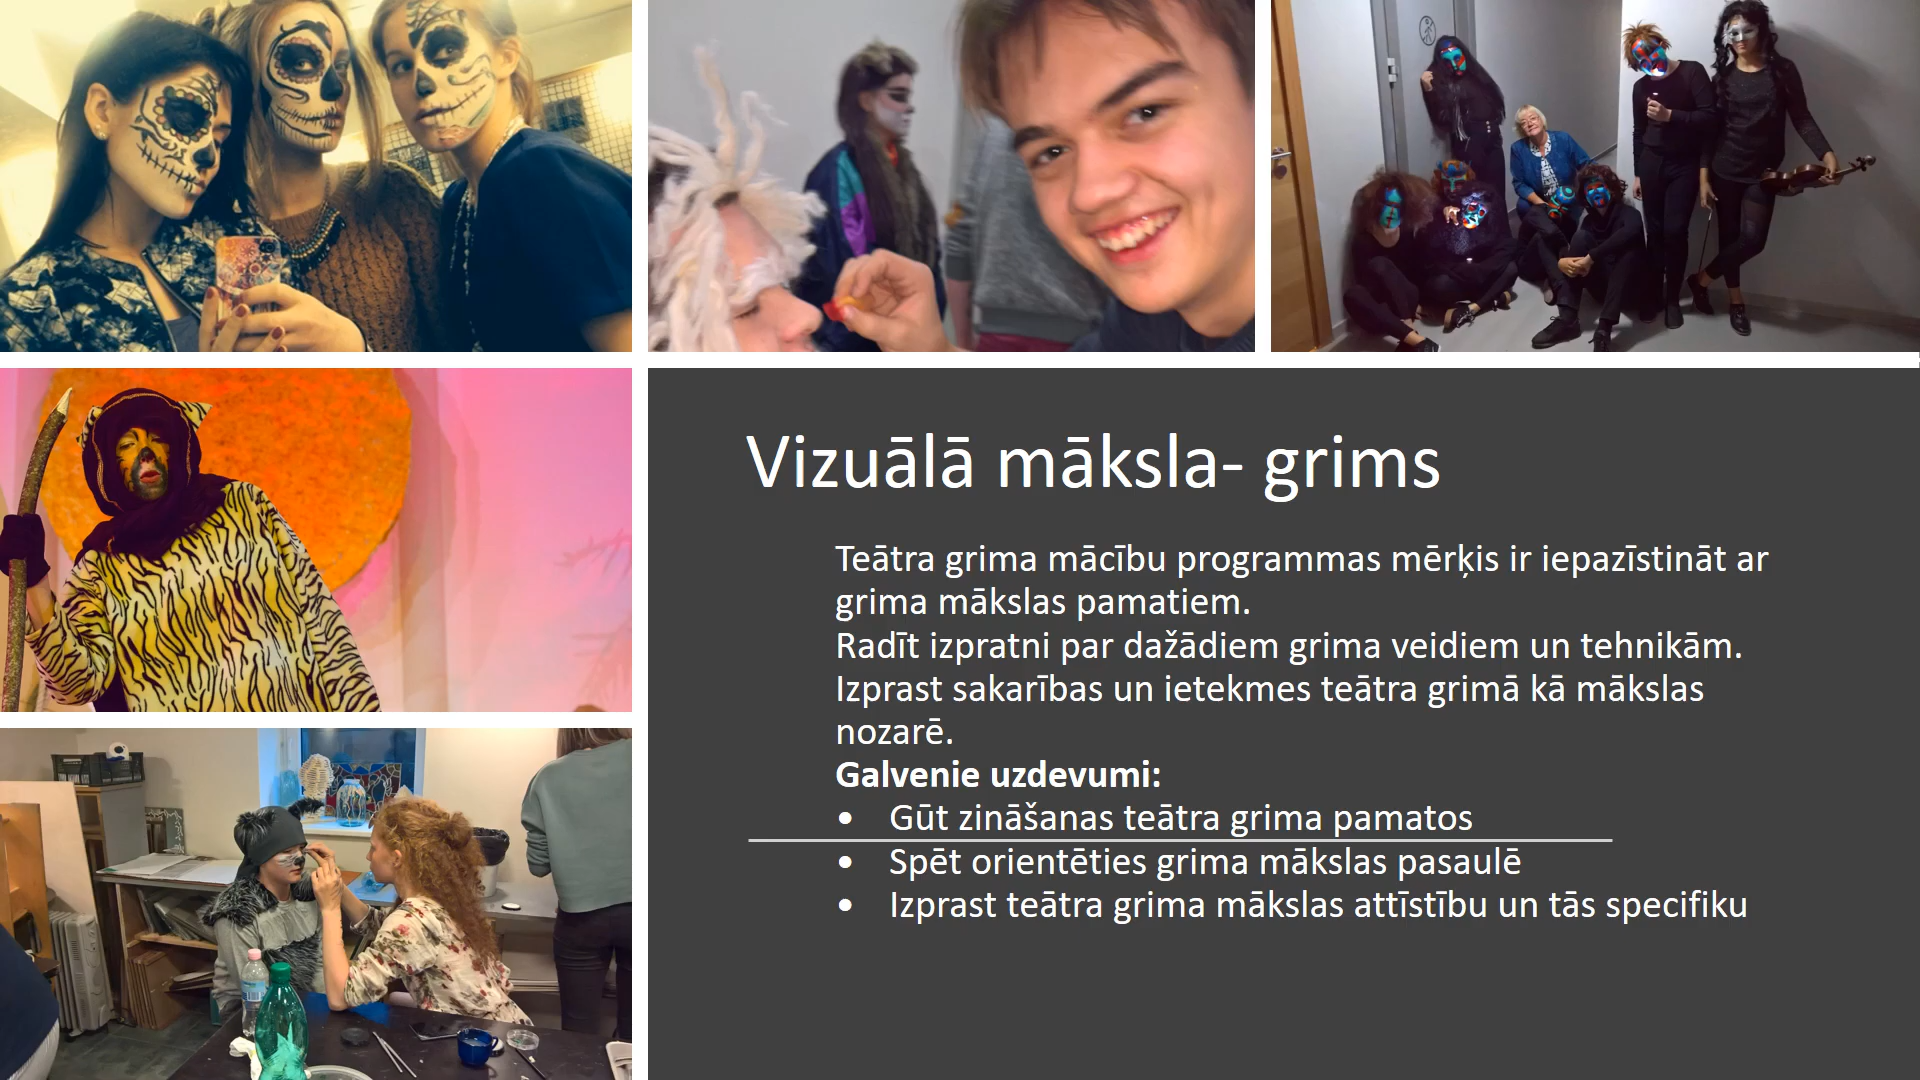 Vizuālā māksla- grims
Teātra grima mācību programmas mērķis ir iepazīstināt ar
grima mākslas pamatiem.
Radīt izpratni par dažādiem grima veidiem un tehnikām.
Izprast sakarības un ietekmes teātra grimā kā mākslas
nozarē.
Galvenie uzdevumi:
• Gūt zināšanas teātra grima pamatos
• Spēt orientēties grima mākslas pasaulē
• Izprast teātra grima mākslas attīstību un tās specifiku